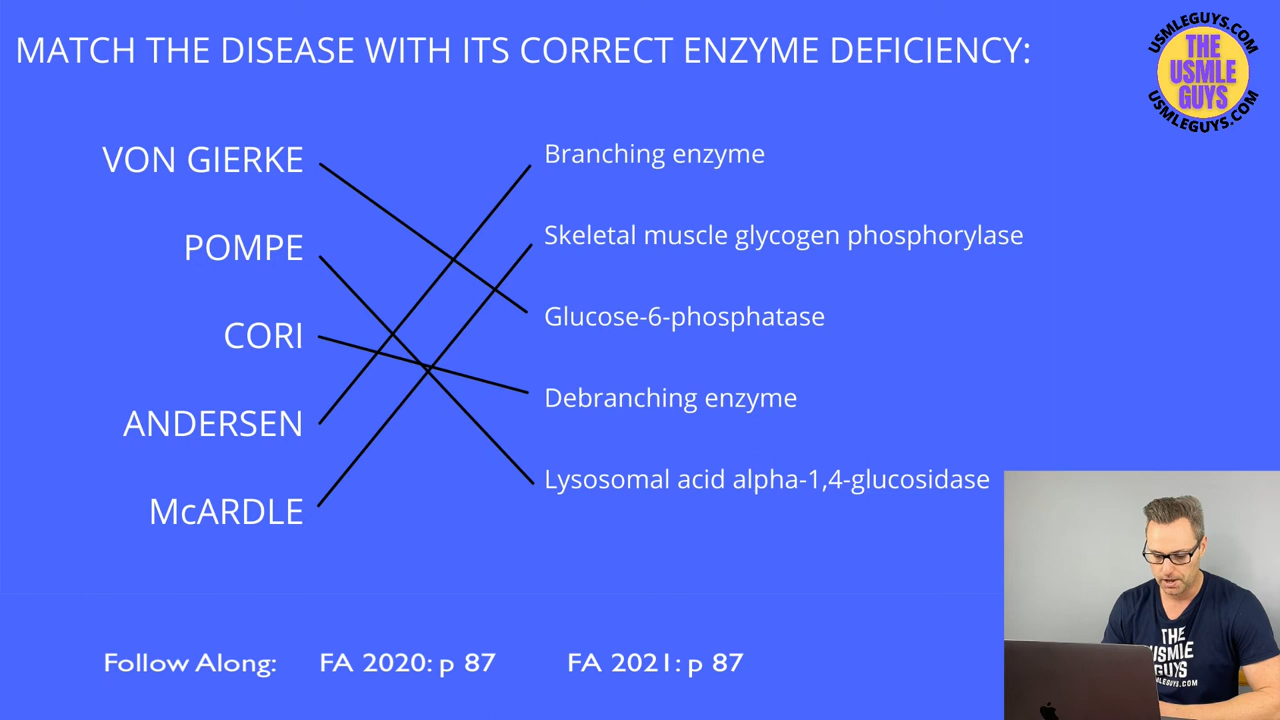 MATCH THE DISEASE WITH ITS CORRECT ENZYME DEFICIENCY:
USMLEGUYS.COM
THE
USMLE
GUYS
USMLEGUYS.COM
VON GIERKE
POMPE
CORI
ANDERSEN
McARDLE
Branching enzyme
Skeletal muscle glycogen phosphorylase
Glucose-6-phosphatase
Debranching enzyme
Lysosomal acid alpha-1,4-glucosidase
Follow Along: FA 2020: p 87 FA 2021: p 87
THE
USMLE
GUYS